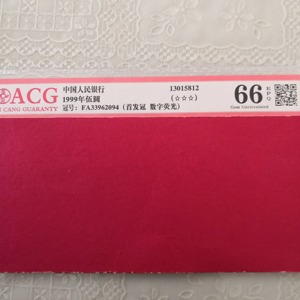 ACG
CANG GUARANTY
中国人民银行
1999年伍圆
冠号: FA33962094 (首发冠 数字荧光)
13015812
(☆☆☆)
66 EPQ
Gem Uncirculated